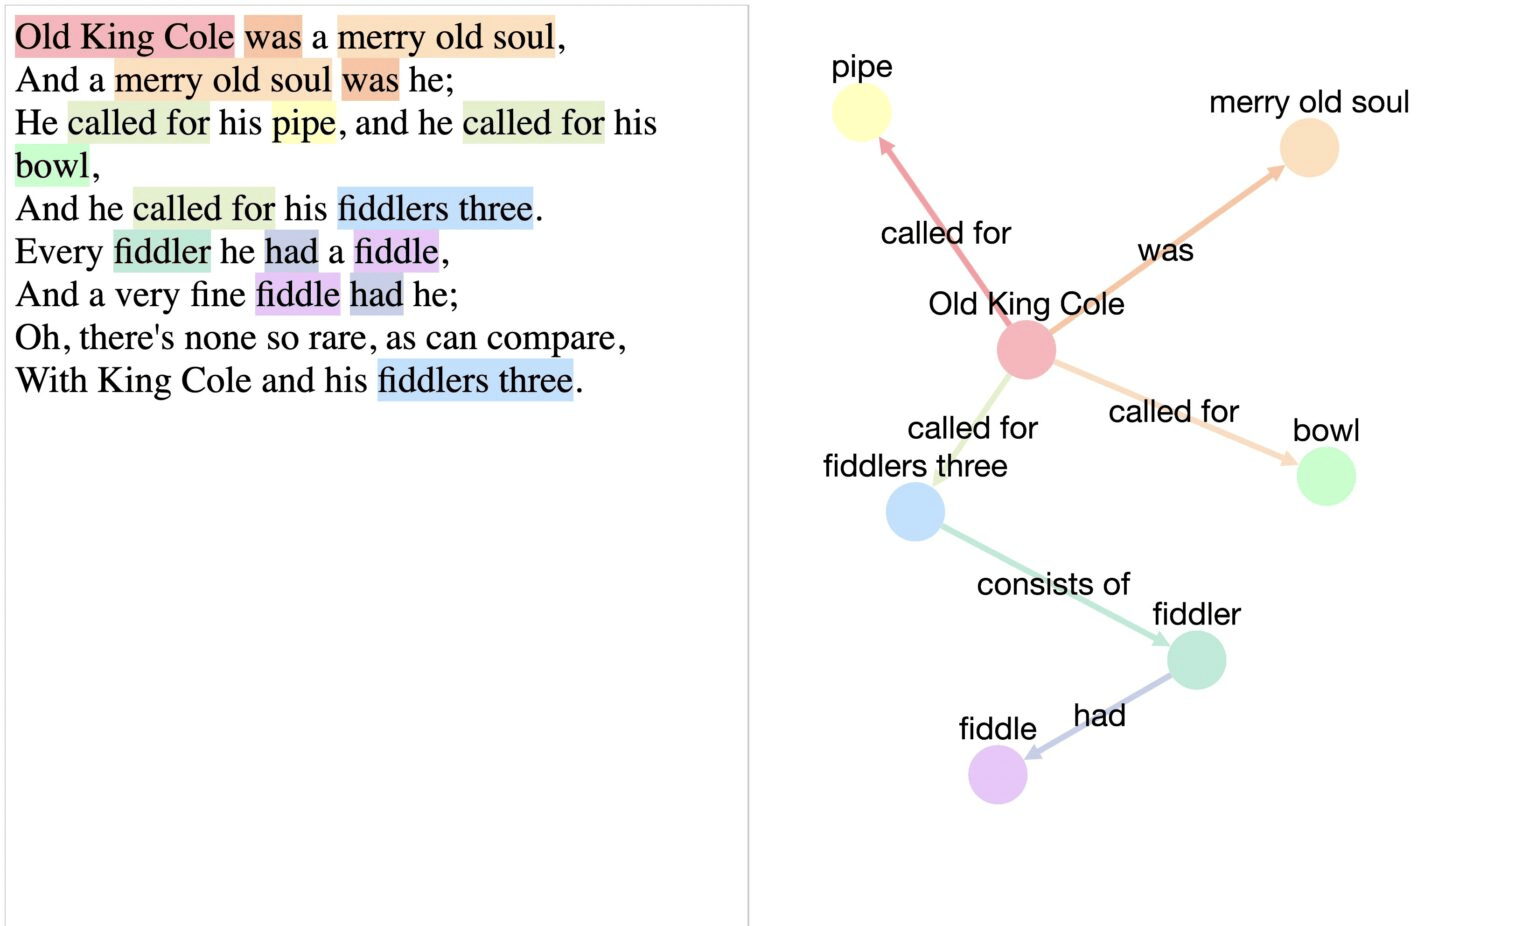 Old King Cole was a merry old soul,
And a merry old soul was he;
He called for his pipe, and he called for his
bowl,
And he called for his fiddlers three.
Every fiddler he had a fiddle,
And a very fine fiddle had he;
Oh, there's none so rare, as can compare,
With King Cole and his fiddlers three.
pipe
merry old soul
called for
was
Old King Cole
called for
bowl
called for
fiddlers three
consists of
fiddler
had
fiddle